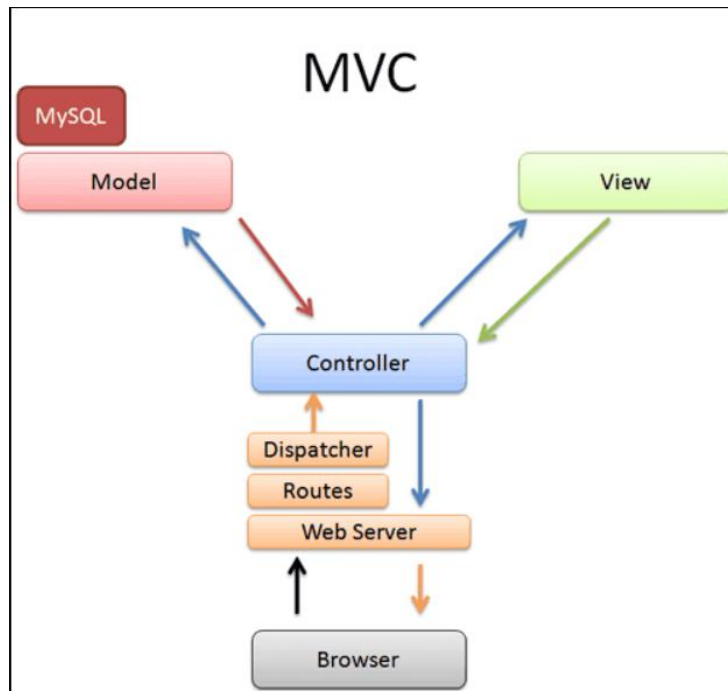 MVC
MySQL
Model
View
Controller
Dispatcher
Routes
Web Server
Browser